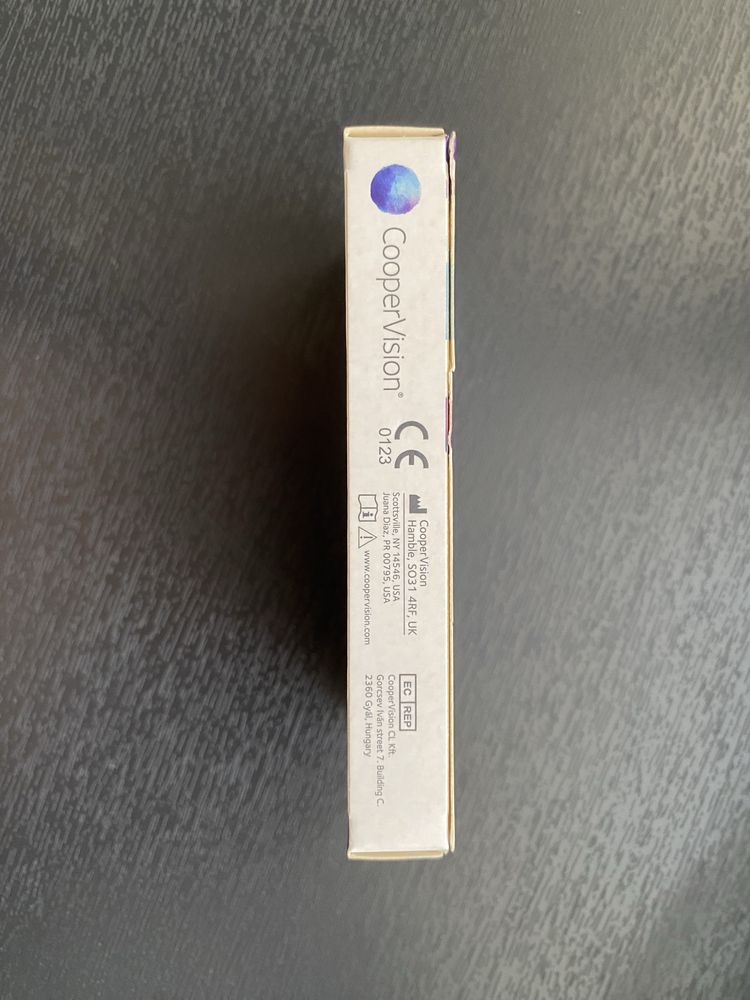 CooperVision®
CE
0123
CooperVision
Hamble, SO31 4RF, UK
Scottsville, NY 14546, USA
Juana Diaz, PR 00795, USA
www.coopervision.com
EC REP
CooperVision CL Kft.
Gorcsev Iván street 7. Building C.
2360 Gyál, Hungary